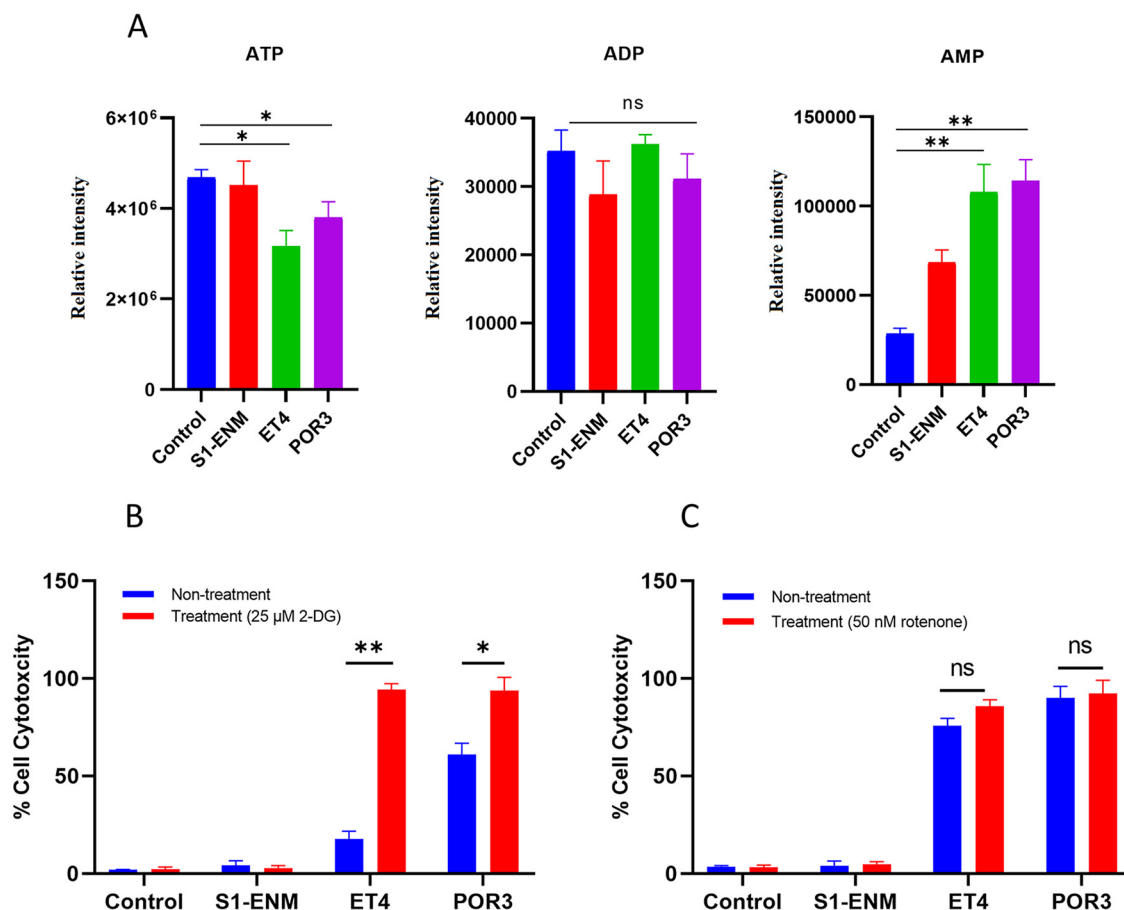 A
ATP
ADP
AMP
Relative intensity
6×10⁶
4×10⁶
2×10⁶
0
*
*
Control
S1-ENM
ET4
POR3
Relative intensity
40000
30000
20000
10000
0
ns
Control
S1-ENM
ET4
POR3
Relative intensity
150000
100000
50000
0
**
**
Control
S1-ENM
ET4
POR3
B
% Cell Cytotoxcity
150
100
50
0
Non-treatment
Treatment (25 µM 2-DG)
**
*
Control
S1-ENM
ET4
POR3
C
% Cell Cytotoxcity
150
100
50
0
Non-treatment
Treatment (50 nM rotenone)
ns
ns
Control
S1-ENM
ET4
POR3